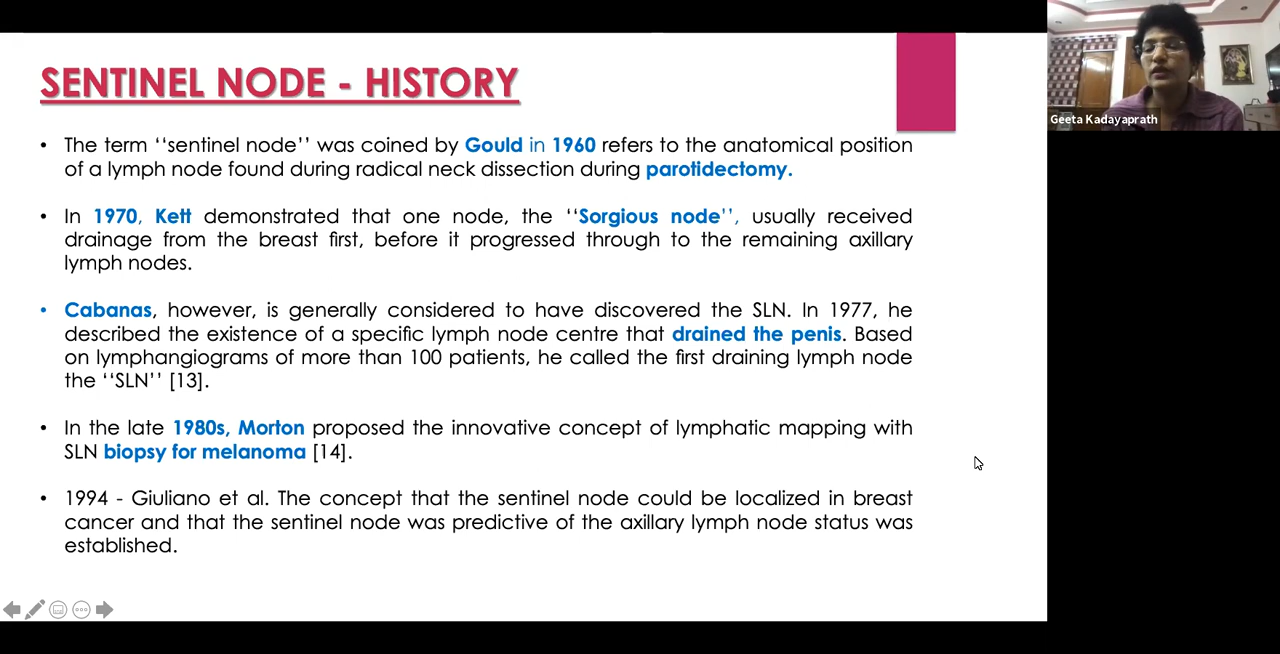 SENTINEL NODE - HISTORY
Geeta Kadayaprath
• The term ‘‘sentinel node’’ was coined by Gould in 1960 refers to the anatomical position
of a lymph node found during radical neck dissection during parotidectomy.
• In 1970, Kett demonstrated that one node, the ‘‘Sorgious node’’, usually received
drainage from the breast first, before it progressed through to the remaining axillary
lymph nodes.
• Cabanas, however, is generally considered to have discovered the SLN. In 1977, he
described the existence of a specific lymph node centre that drained the penis. Based
on lymphangiograms of more than 100 patients, he called the first draining lymph node
the ‘‘SLN’’ [13].
• In the late 1980s, Morton proposed the innovative concept of lymphatic mapping with
SLN biopsy for melanoma [14].
• 1994 - Giuliano et al. The concept that the sentinel node could be localized in breast
cancer and that the sentinel node was predictive of the axillary lymph node status was
established.